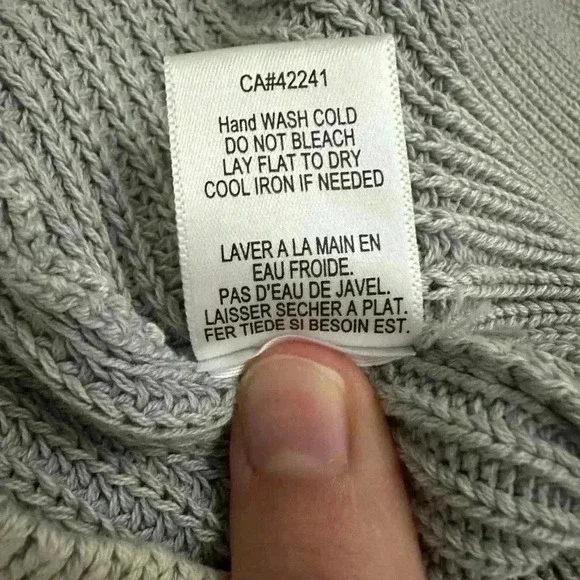 CA#42241
Hand WASH COLD
DO NOT BLEACH
LAY FLAT TO DRY
COOL IRON IF NEEDED
LAVER A LA MAIN EN
EAU FROIDE.
PAS D'EAU DE JAVEL.
LAISSER SECHER A PLAT.
FER TIEDE SI BESOIN EST.